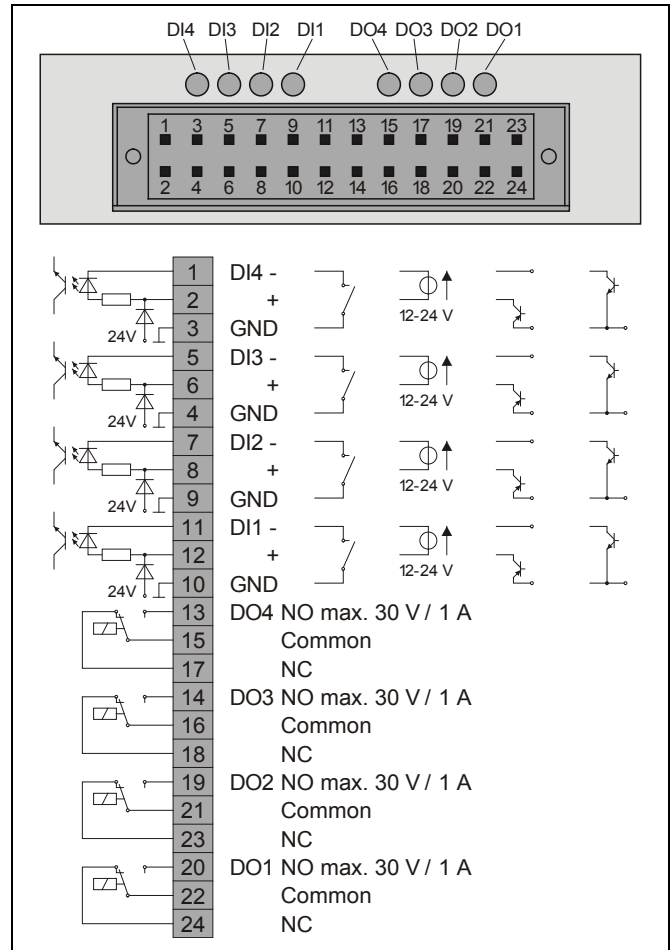 DI4 DI3 DI2 DI1 DO4 DO3 DO2 DO1
1 3 5 7 9 11 13 15 17 19 21 23
2 4 6 8 10 12 14 16 18 20 22 24
1 DI4 -
2 +
12-24 V
24V 3 GND
5 DI3 -
6 +
12-24 V
24V 4 GND
7 DI2 -
8 +
12-24 V
24V 9 GND
11 DI1 -
12 +
12-24 V
24V 10 GND
13 DO4 NO max. 30 V / 1 A
15 Common
17 NC
14 DO3 NO max. 30 V / 1 A
16 Common
18 NC
19 DO2 NO max. 30 V / 1 A
21 Common
23 NC
20 DO1 NO max. 30 V / 1 A
22 Common
24 NC